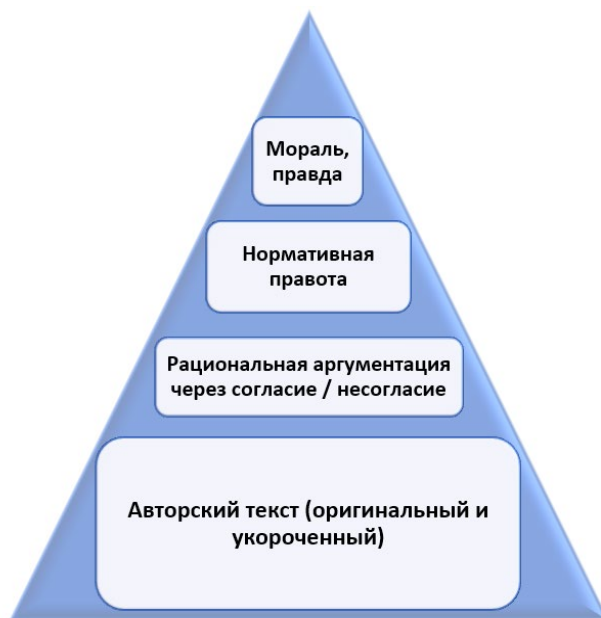 Мораль,
правда
Нормативная
правота
Рациональная аргументация
через согласие / несогласие
Авторский текст (оригинальный и
укороченный)